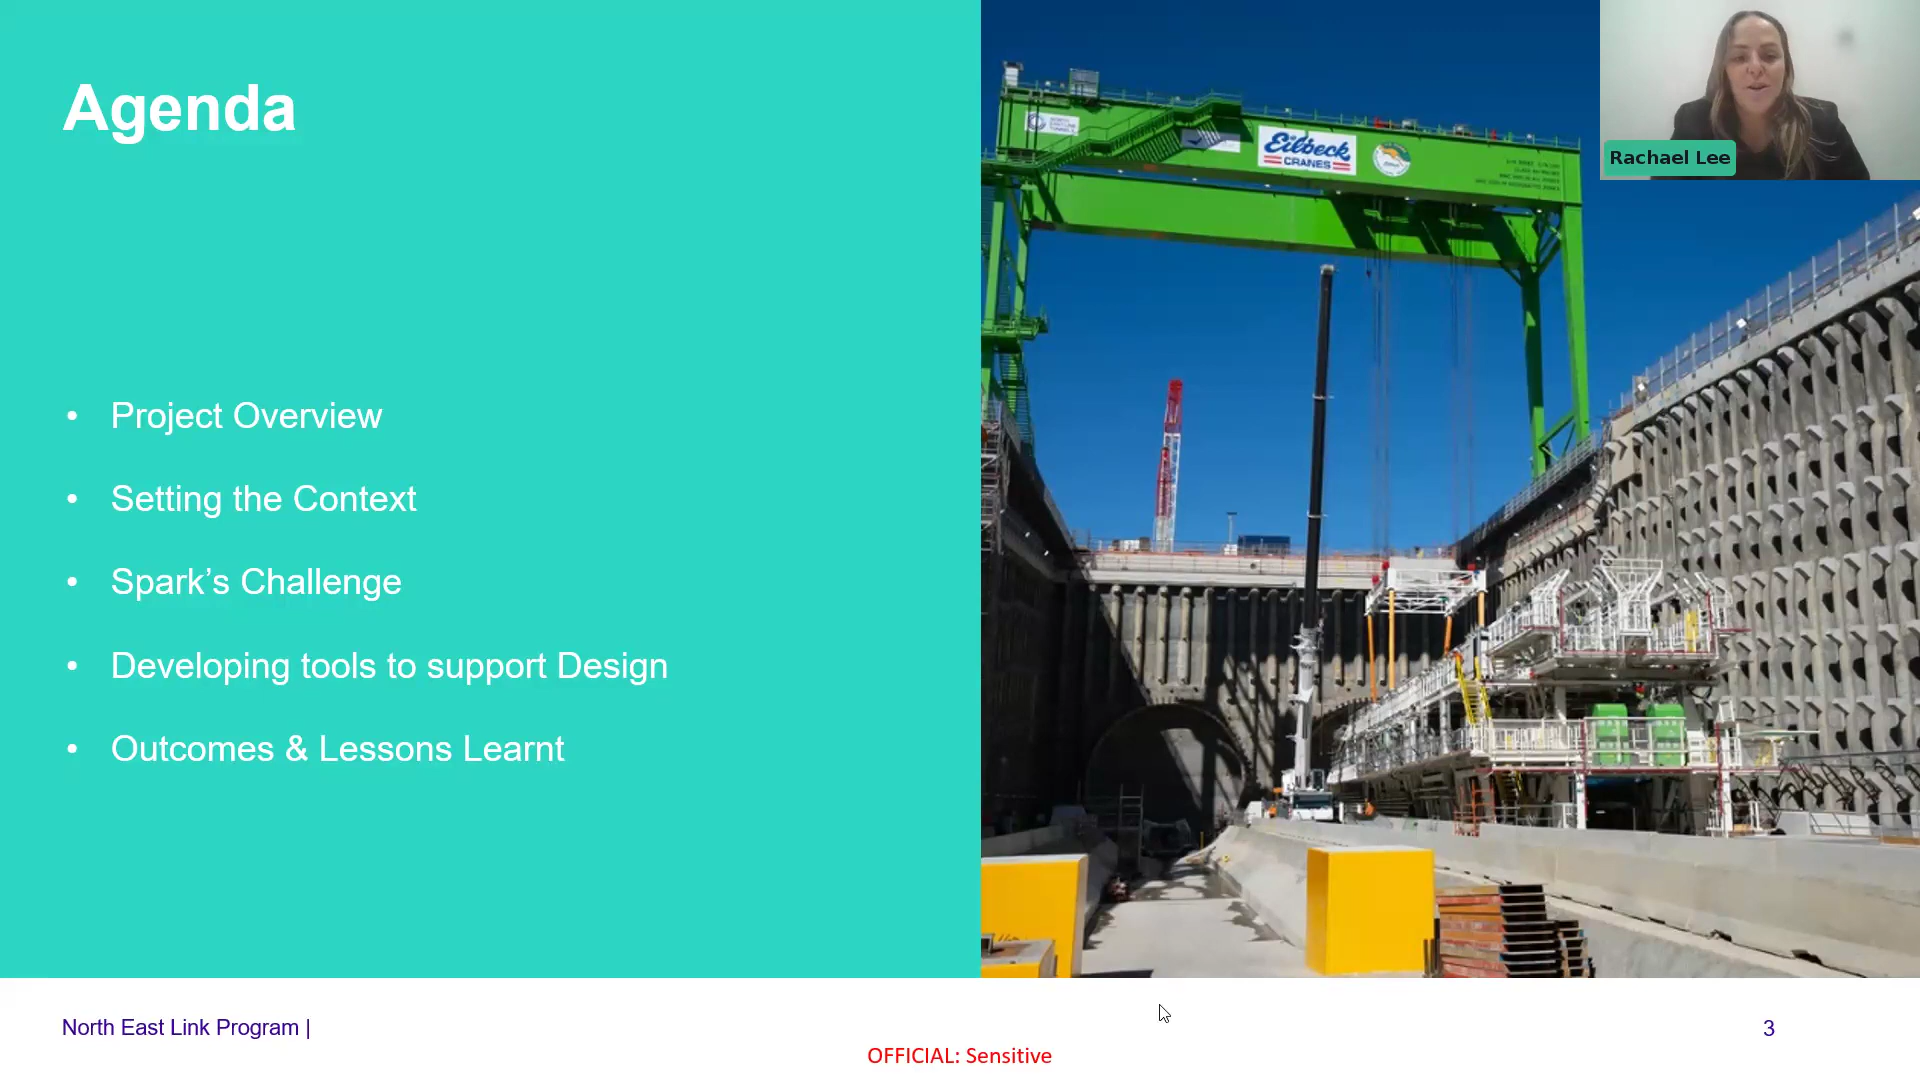 Agenda
• Project Overview
• Setting the Context
• Spark’s Challenge
• Developing tools to support Design
• Outcomes & Lessons Learnt
Eilbeck
CRANES
Rachael Lee
North East Link Program |
3
OFFICIAL: Sensitive